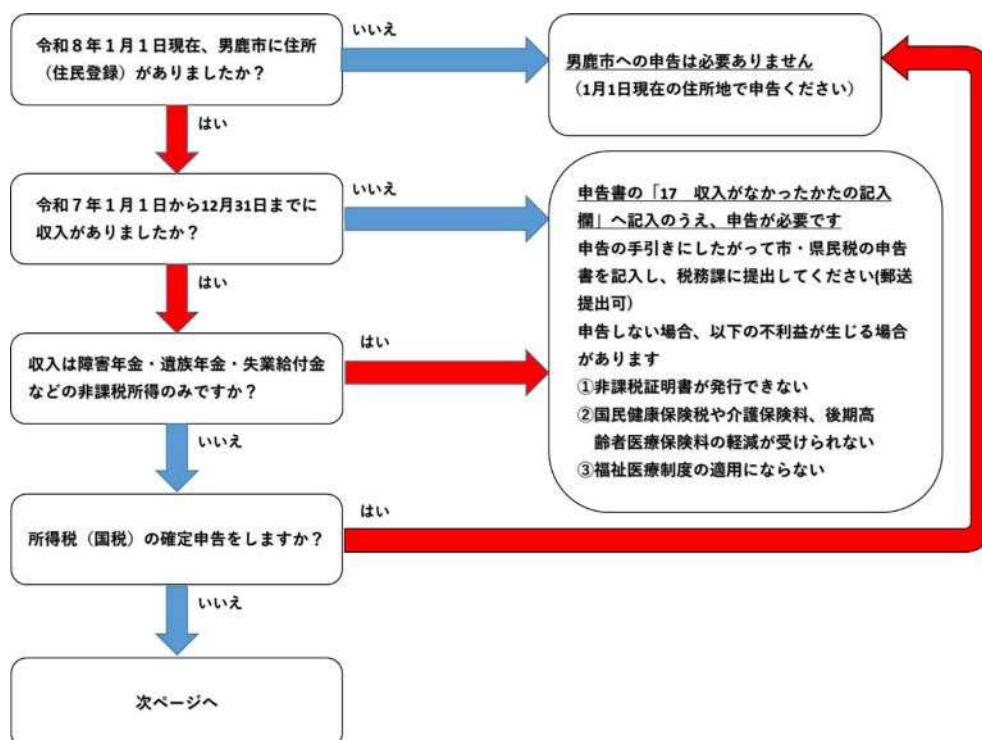 令和８年１月１日現在、男鹿市に住所
（住民登録）がありましたか？
いいえ
男鹿市への申告は必要ありません
（1月1日現在の住所地で申告ください）
はい
令和７年１月１日から12月31日までに
収入がありましたか？
いいえ
申告書の「17　収入がなかったかたの記入
欄」へ記入のうえ、申告が必要です
申告の手引きにしたがって市・県民税の申告
書を記入し、税務課に提出してください(郵送
提出可）
申告しない場合、以下の不利益が生じる場合
があります
①非課税証明書が発行できない
②国民健康保険税や介護保険料、後期高
齢者医療保険料の軽減が受けられない
③福祉医療制度の適用にならない
はい
収入は障害年金・遺族年金・失業給付金
などの非課税所得のみですか？
はい
いいえ
所得税（国税）の確定申告をしますか？
はい
いいえ
次ページへ